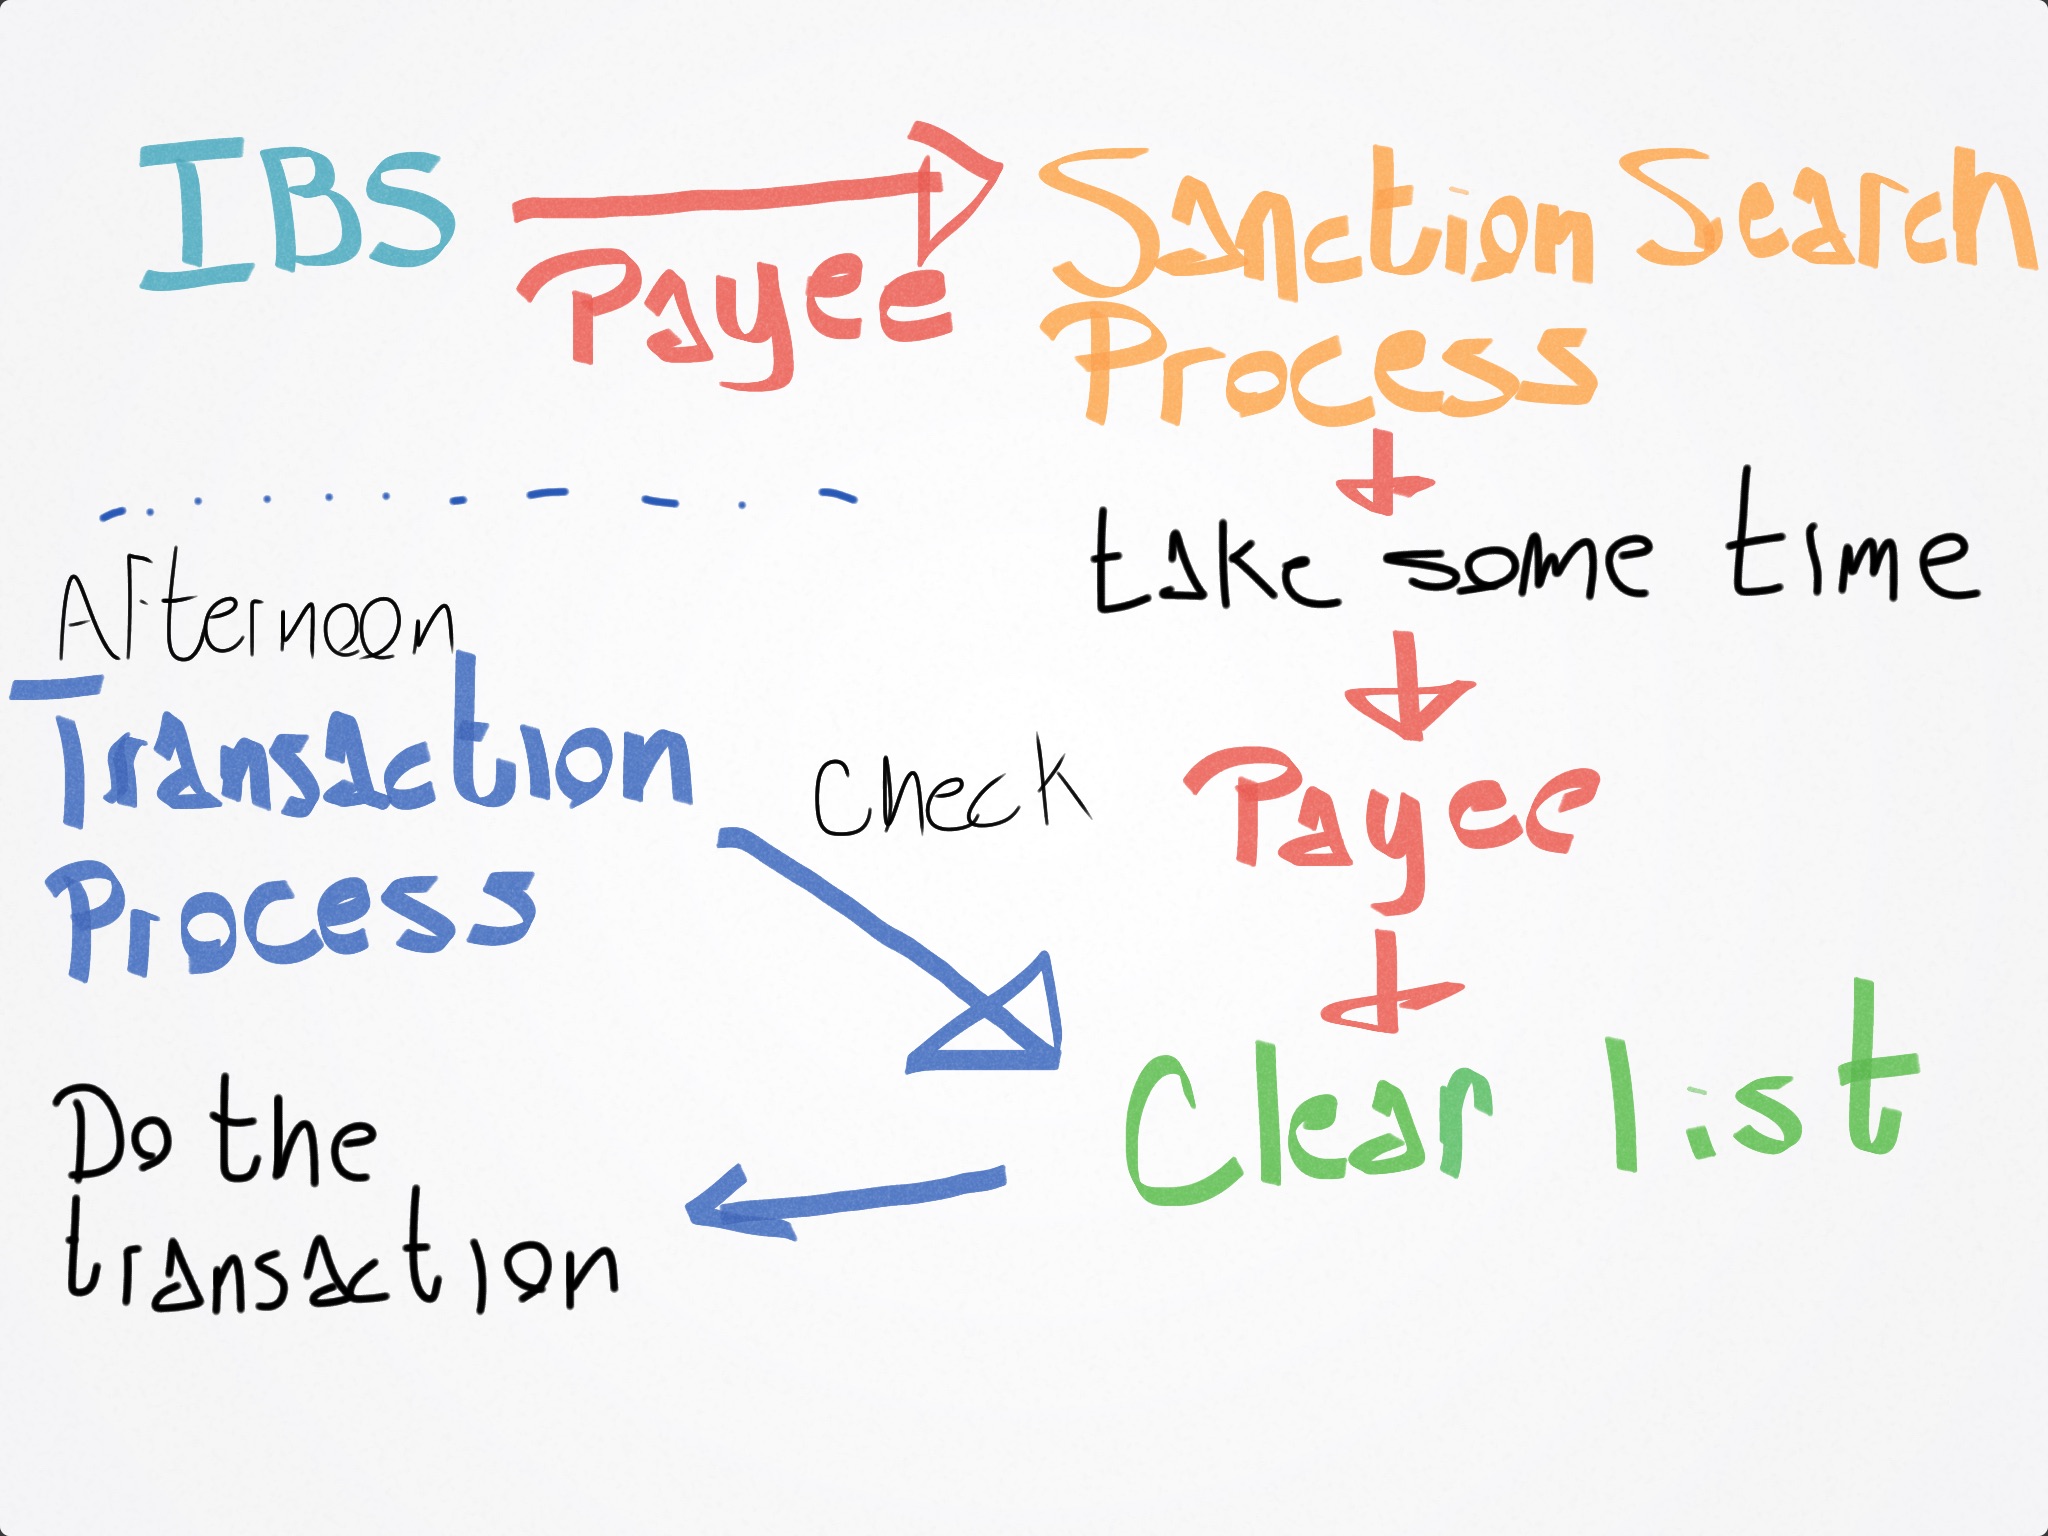 IBS
Payee
Sanction Search
Process
take some time
Payee
Clear list
Afternoon
Transaction
Process
Check
Do the
transaction